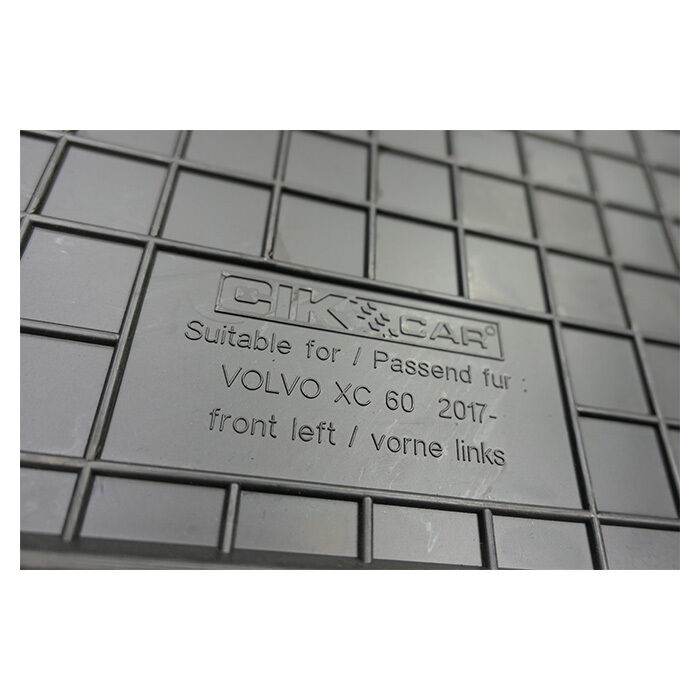 CIK CAR
Suitable for / Passend fur :
VOLVO XC 60 2017-
front left / vorne links